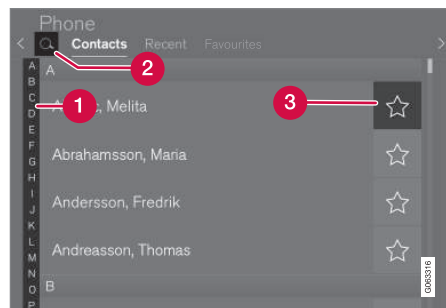 Phone
< Contacts Recent Favourites >
2
A
A
B
C
D
E
F
G
H
I
J
K
L
M
N
O
P
1
, Melita
3
Abrahamsson, Maria
Andersson, Fredrik
Andreasson, Thomas
B
G063316